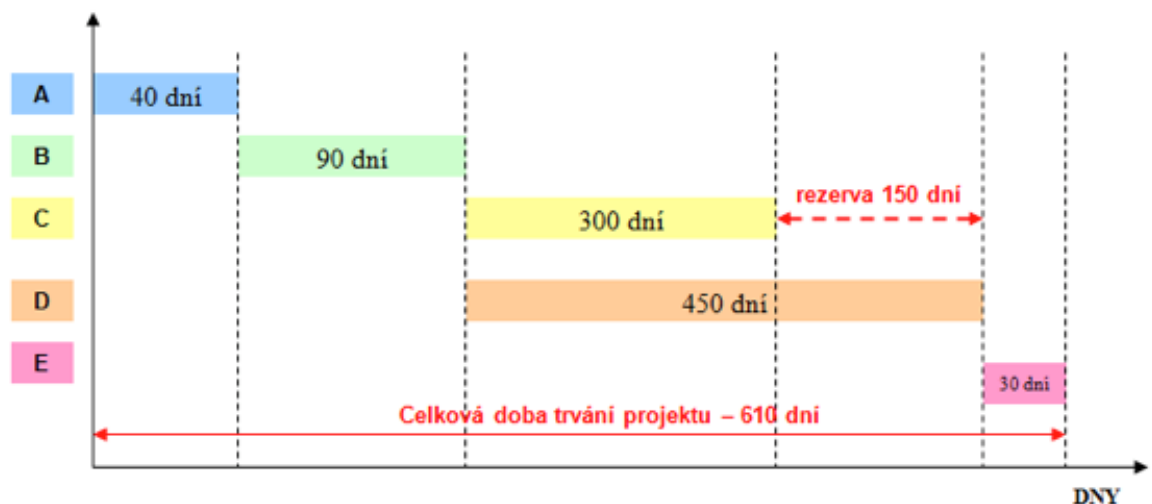 A
40 dní
B
90 dní
rezerva 150 dní
C
300 dní
D
450 dní
E
30 dní
Celková doba trvání projektu – 610 dní
DNY